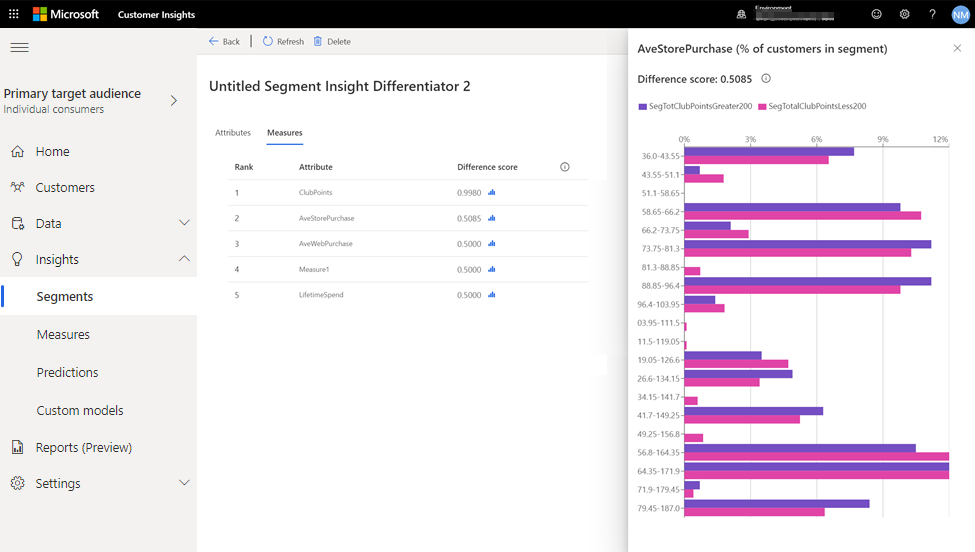 Microsoft Customer Insights Environment ? NM
Primary target audience
Individual consumers
Home
Customers
Data
Insights
Segments
Measures
Predictions
Custom models
Reports (Preview)
Settings
Back Refresh Delete
Untitled Segment Insight Differentiator 2
Attributes Measures
Rank Attribute Difference score
1 ClubPoints 0.9980
2 AveStorePurchase 0.5085
3 AveWebPurchase 0.5000
4 Measure1 0.5000
5 LifetimeSpend 0.5000
AveStorePurchase (% of customers in segment)
Difference score: 0.5085
SegTotClubPointsGreater200 SegTotalClubPointsLess200
0% 3% 6% 9% 12%
36.0-43.55
43.55-51.1
51.1-58.65
58.65-66.2
66.2-73.75
73.75-81.3
81.3-88.85
88.85-96.4
96.4-103.95
03.95-111.5
11.5-119.05
19.05-126.6
26.6-134.15
34.15-141.7
41.7-149.25
49.25-156.8
56.8-164.35
64.35-171.9
71.9-179.45
79.45-187.0